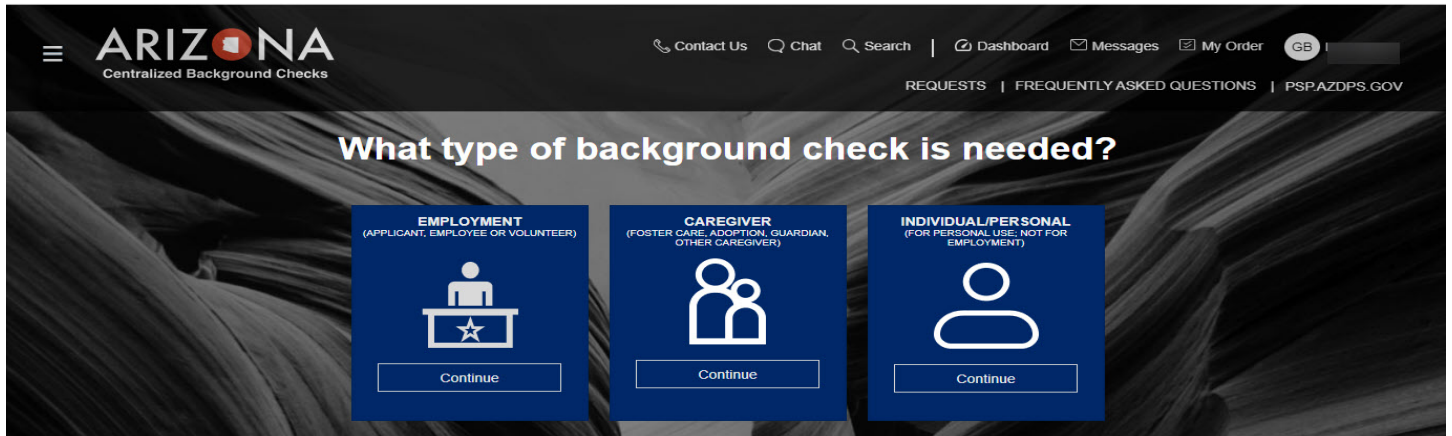 ARIZONA
Centralized Background Checks
Contact Us Chat Search | Dashboard Messages My Order GB
REQUESTS | FREQUENTLY ASKED QUESTIONS | PSP.AZDPS.GOV
What type of background check is needed?
EMPLOYMENT
(APPLICANT, EMPLOYEE OR VOLUNTEER)
Continue
CAREGIVER
(FOSTER CARE, ADOPTION, GUARDIAN,
OTHER CAREGIVER)
Continue
INDIVIDUAL/PERSONAL
(FOR PERSONAL USE; NOT FOR
EMPLOYMENT)
Continue